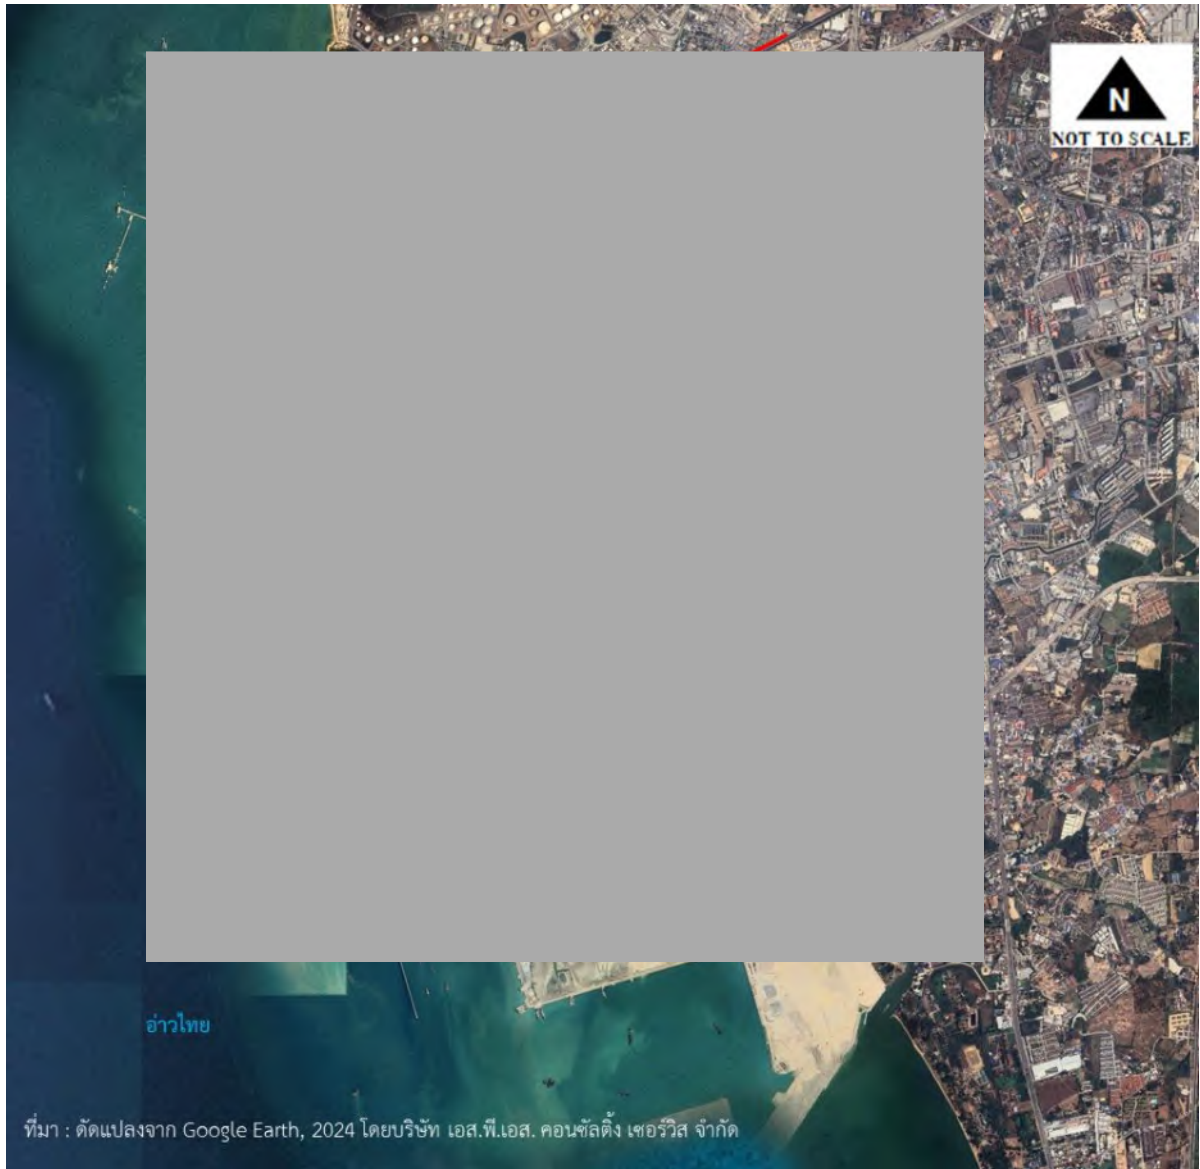 N
NOT TO SCALE
อ่าวไทย
ที่มา : ดัดแปลงจาก Google Earth, 2024 โดยบริษัท เอส.พี.เอส. คอนซัลติ้ง เซอร์วิส จำกัด